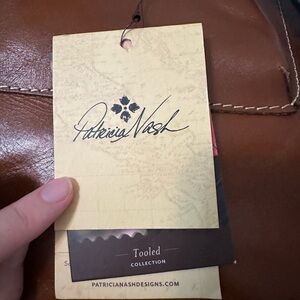 Patricia Nash
Tooled
COLLECTION
PATRICIANASHDESIGNS.COM